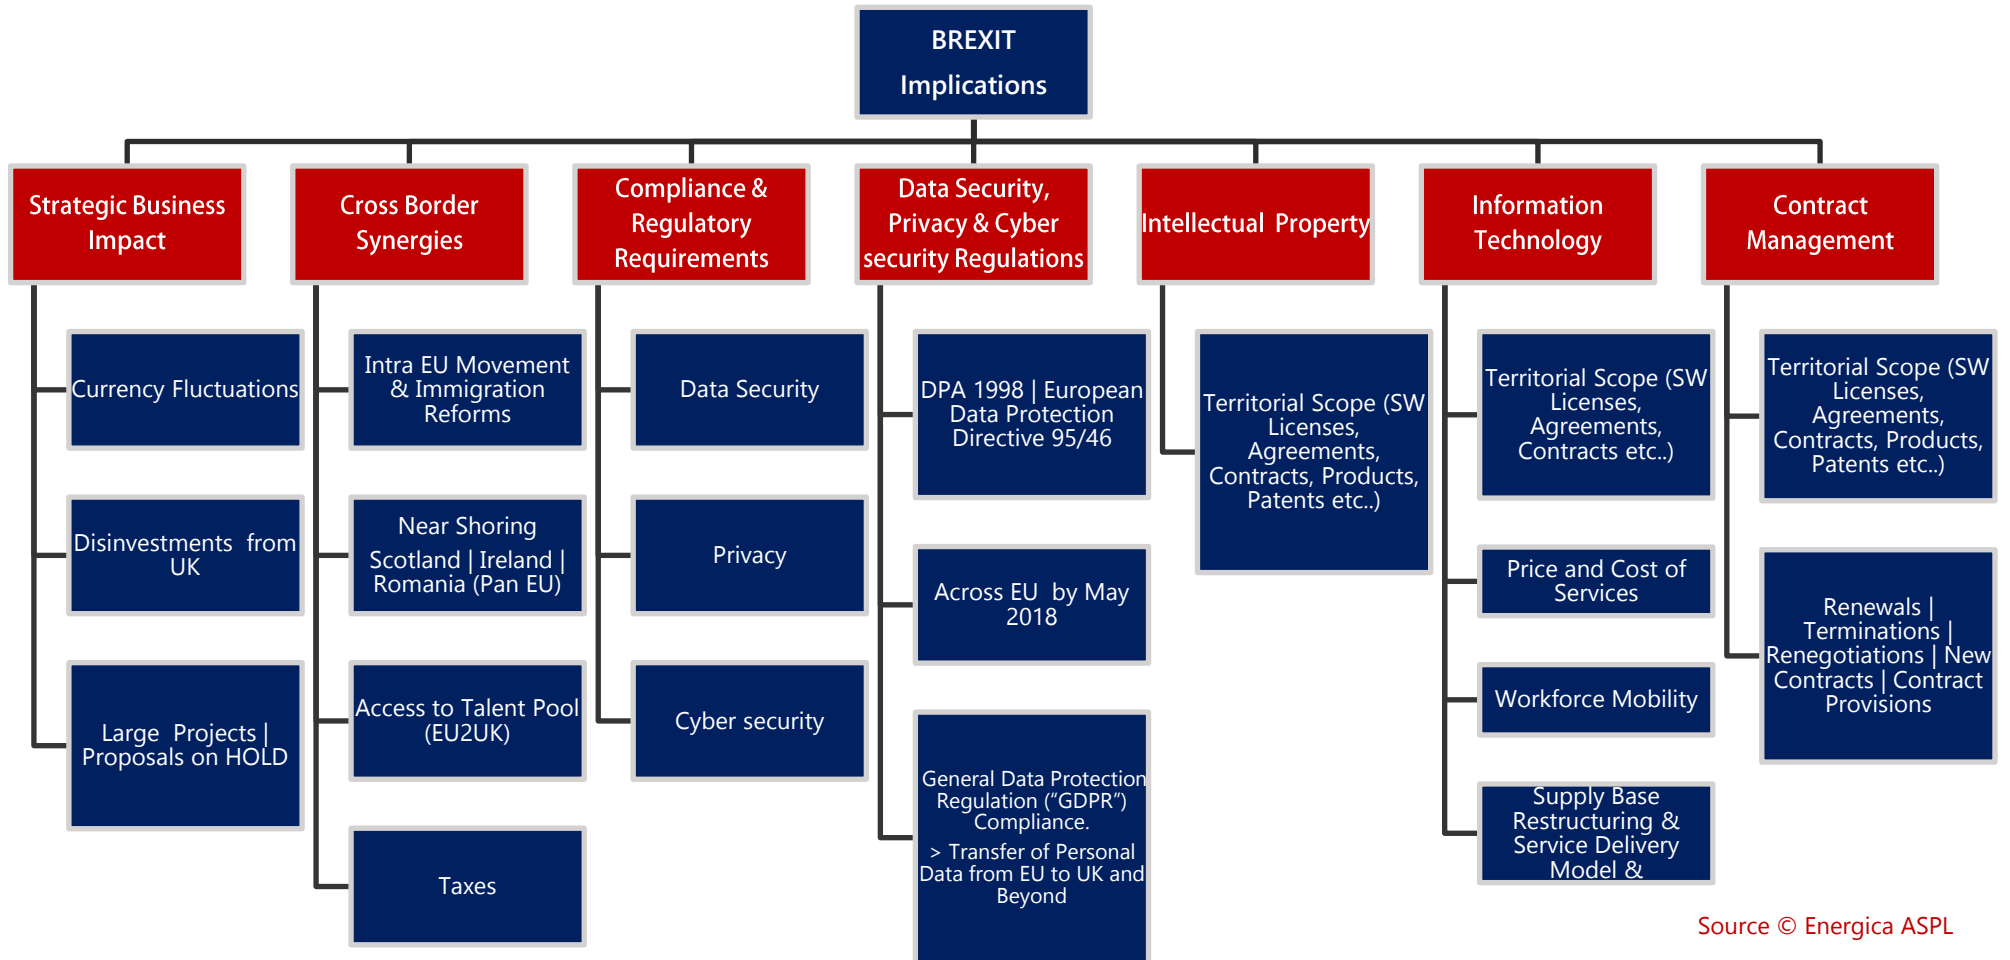 BREXIT
Implications
Strategic Business
Impact
Currency Fluctuations
Disinvestments from
UK
Large Projects |
Proposals on HOLD
Cross Border
Synergies
Intra EU Movement
& Immigration
Reforms
Near Shoring
Scotland | Ireland |
Romania (Pan EU)
Access to Talent Pool
(EU2UK)
Taxes
Compliance &
Regulatory
Requirements
Data Security
Privacy
Cyber security
Data Security,
Privacy & Cyber
security Regulations
DPA 1998 | European
Data Protection
Directive 95/46
Across EU by May
2018
General Data Protection
Regulation (“GDPR”)
Compliance.
> Transfer of Personal
Data from EU to UK and
Beyond
Intellectual Property
Territorial Scope (SW
Licenses,
Agreements,
Contracts, Products,
Patents etc..)
Information
Technology
Territorial Scope (SW
Licenses,
Agreements,
Contracts etc..)
Price and Cost of
Services
Workforce Mobility
Supply Base
Restructuring &
Service Delivery
Model &
Contract
Management
Territorial Scope (SW
Licenses,
Agreements,
Contracts, Products,
Patents etc..)
Renewals |
Terminations |
Renegotiations | New
Contracts | Contract
Provisions
Source © Energica ASPL